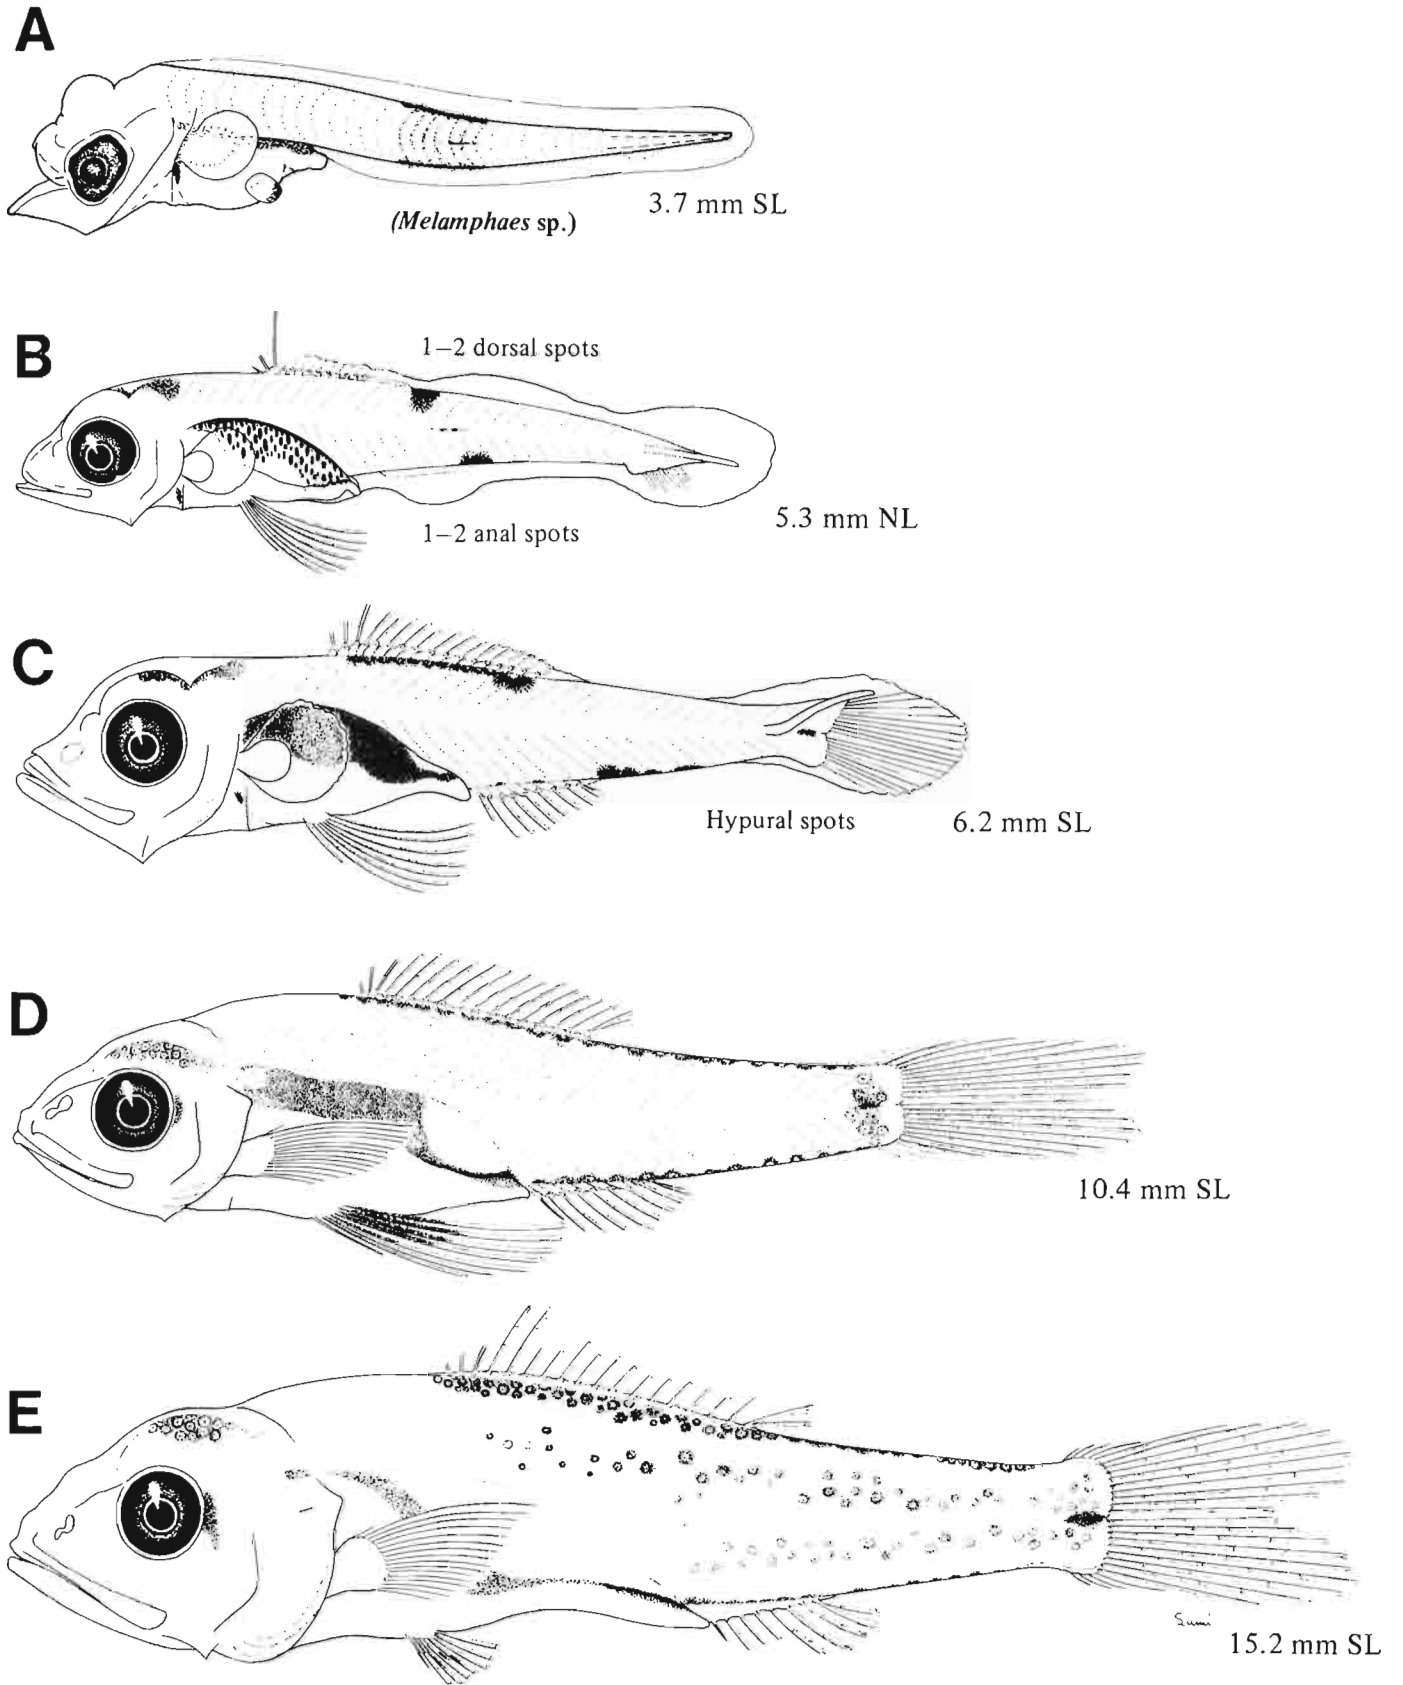 A
3.7 mm SL
(Melamphaes sp.)
B
1–2 dorsal spots
5.3 mm NL
1–2 anal spots
C
Hypural spots
6.2 mm SL
D
10.4 mm SL
E
Sumi
15.2 mm SL